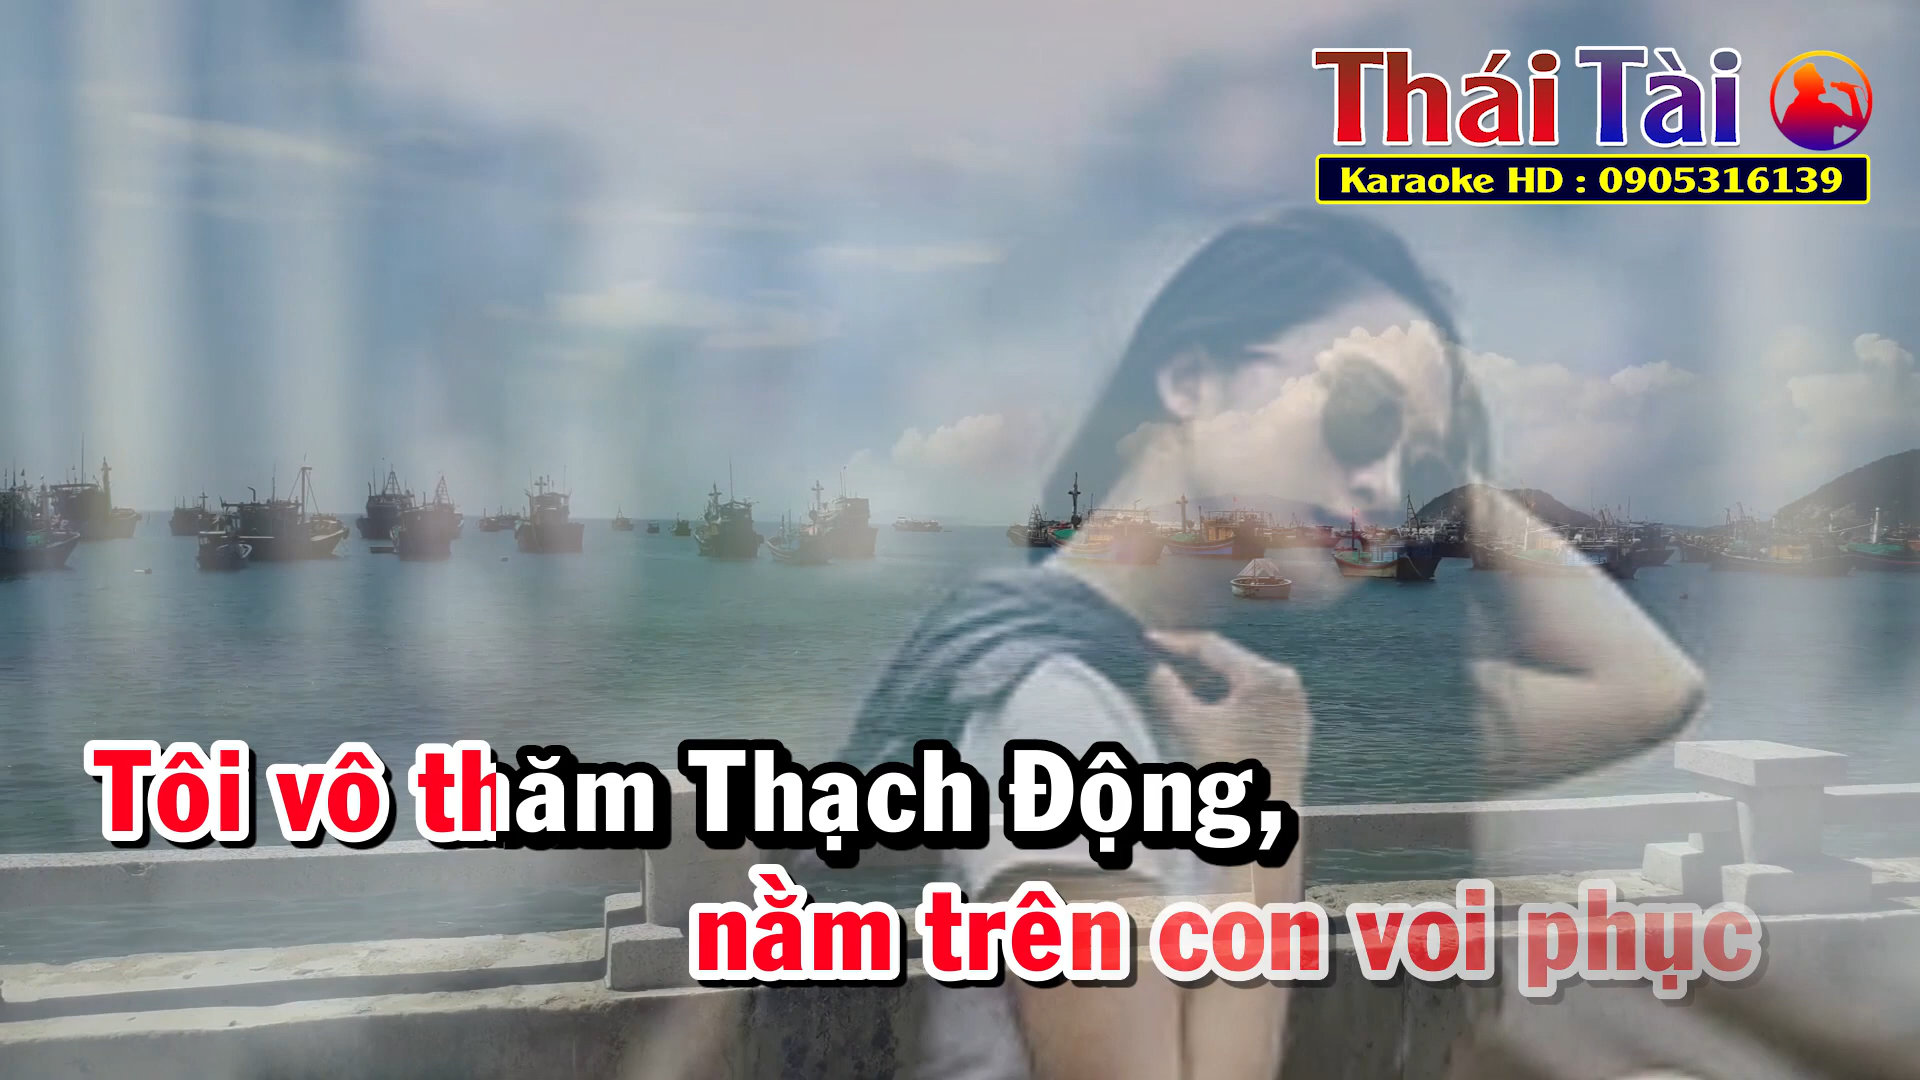 Thái Tài
Karaoke HD : 0905316139
Tôi vô thăm Thạch Động,
nằm trên con voi phục